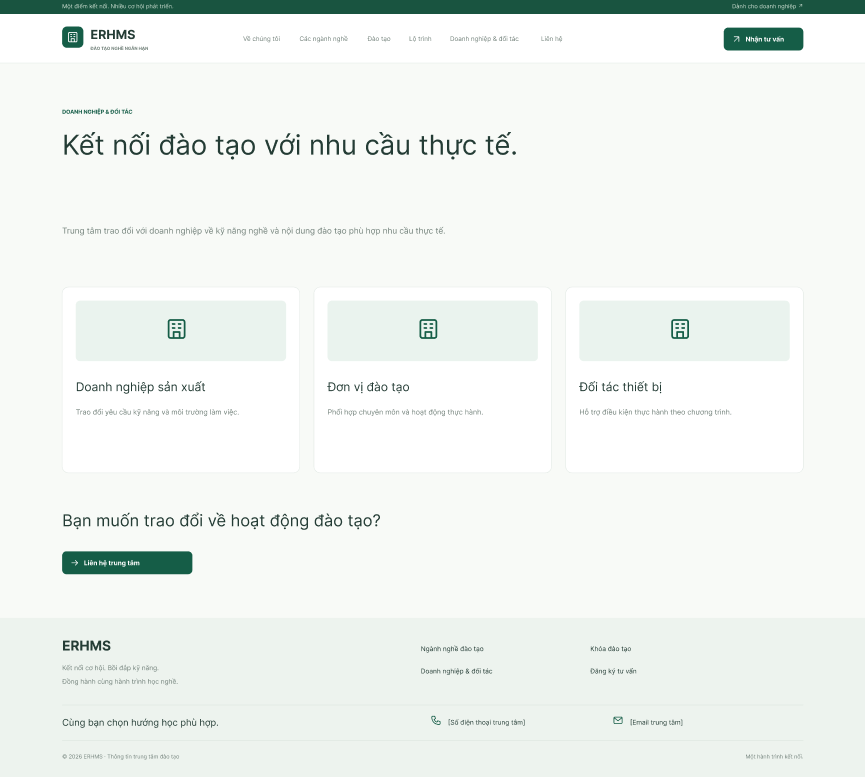 Một điểm kết nối. Nhiều cơ hội phát triển.
Dành cho doanh nghiệp ↗
ERHMS
ĐÀO TẠO NGHỀ NGẮN HẠN
Về chúng tôi
Các ngành nghề
Đào tạo
Lộ trình
Doanh nghiệp & đối tác
Liên hệ
Nhận tư vấn
DOANH NGHIỆP & ĐỐI TÁC
Kết nối đào tạo với nhu cầu thực tế.
Trung tâm trao đổi với doanh nghiệp về kỹ năng nghề và nội dung đào tạo phù hợp nhu cầu thực tế.
Doanh nghiệp sản xuất
Trao đổi yêu cầu kỹ năng và môi trường làm việc.
Đơn vị đào tạo
Phối hợp chuyên môn và hoạt động thực hành.
Đối tác thiết bị
Hỗ trợ điều kiện thực hành theo chương trình.
Bạn muốn trao đổi về hoạt động đào tạo?
Liên hệ trung tâm
ERHMS
Kết nối cơ hội. Bồi đắp kỹ năng.
Đồng hành cùng hành trình học nghề.
Ngành nghề đào tạo
Khóa đào tạo
Doanh nghiệp & đối tác
Đăng ký tư vấn
Cùng bạn chọn hướng học phù hợp.
[Số điện thoại trung tâm]
[Email trung tâm]
© 2026 ERHMS · Thông tin trung tâm đào tạo
Một hành trình kết nối.